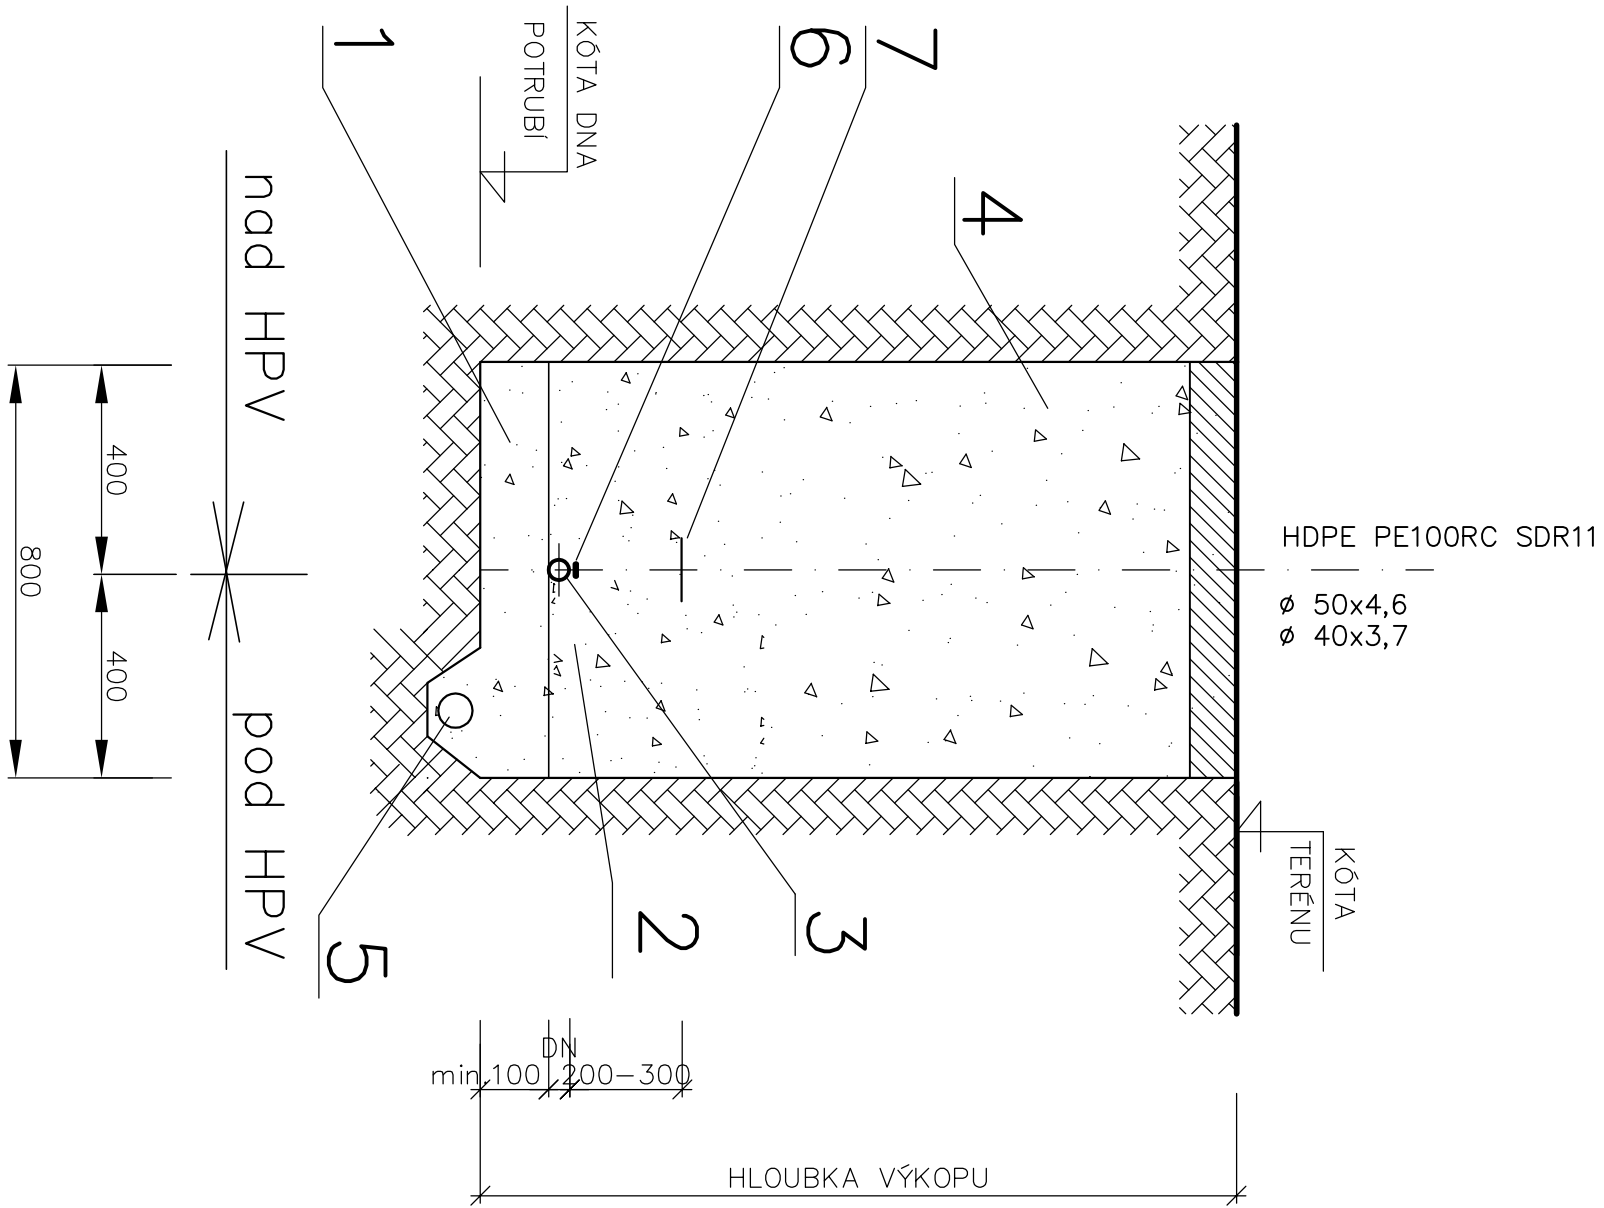 1
KÓTA DNA
POTRUBÍ
6
7
4
nad HPV
pod HPV
400
400
800
HDPE PE100RC SDR11
ø 50x4,6
ø 40x3,7
KÓTA
TERÉNU
5
2
3
DN
min.100
200-300
HLOUBKA VÝKOPU